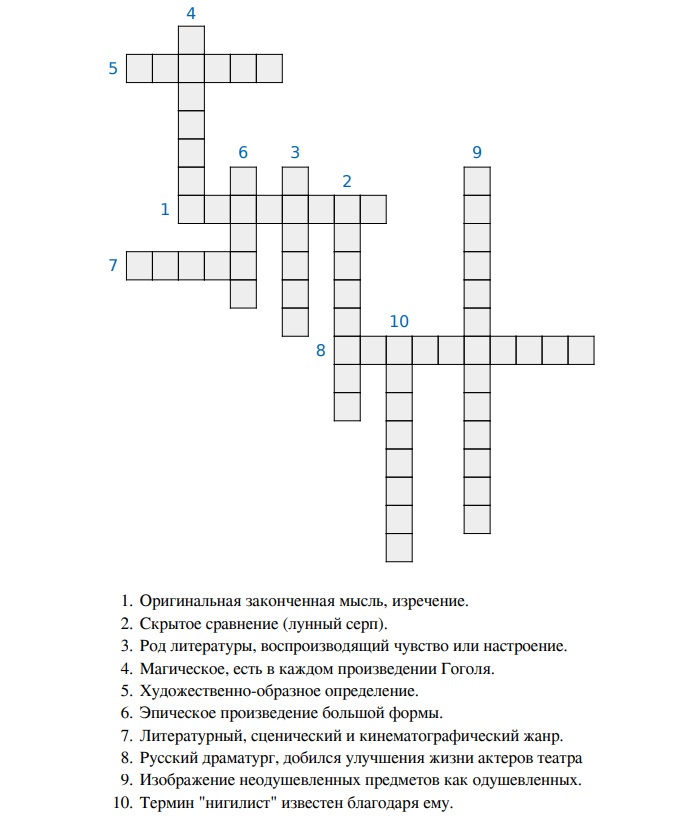 4
5
6 3 9
2
1
7
10
8
1. Оригинальная законченная мысль, изречение.
2. Скрытое сравнение (лунный серп).
3. Род литературы, воспроизводящий чувство или настроение.
4. Магическое, есть в каждом произведении Гоголя.
5. Художественно-образное определение.
6. Эпическое произведение большой формы.
7. Литературный, сценический и кинематографический жанр.
8. Русский драматург, добился улучшения жизни актеров театра
9. Изображение неодушевленных предметов как одушевленных.
10. Термин "нигилист" известен благодаря ему.